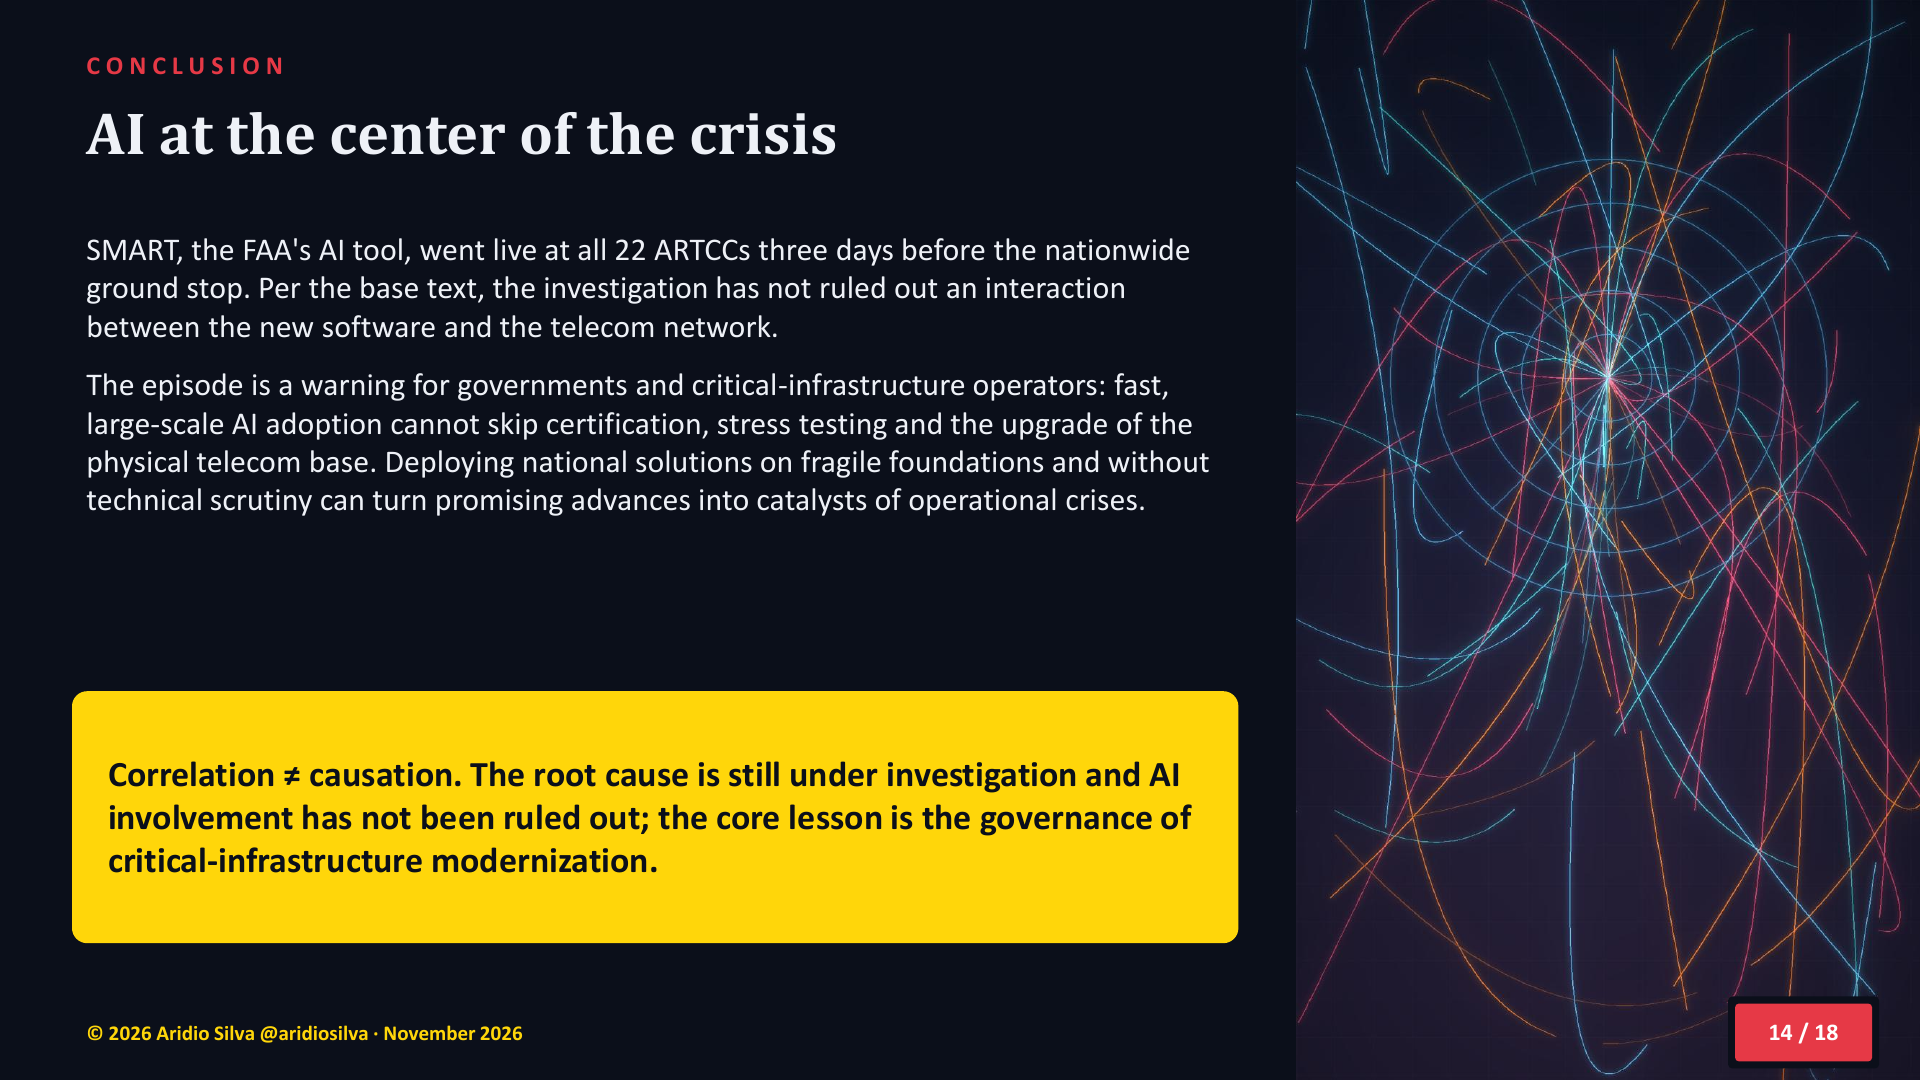 CONCLUSION
AI at the center of the crisis
SMART, the FAA's AI tool, went live at all 22 ARTCCs three days before the nationwide
ground stop. Per the base text, the investigation has not ruled out an interaction
between the new software and the telecom network.
The episode is a warning for governments and critical-infrastructure operators: fast,
large-scale AI adoption cannot skip certification, stress testing and the upgrade of the
physical telecom base. Deploying national solutions on fragile foundations and without
technical scrutiny can turn promising advances into catalysts of operational crises.
Correlation ≠ causation. The root cause is still under investigation and AI
involvement has not been ruled out; the core lesson is the governance of
critical-infrastructure modernization.
© 2026 Aridio Silva @aridiosilva · November 2026
14 / 18